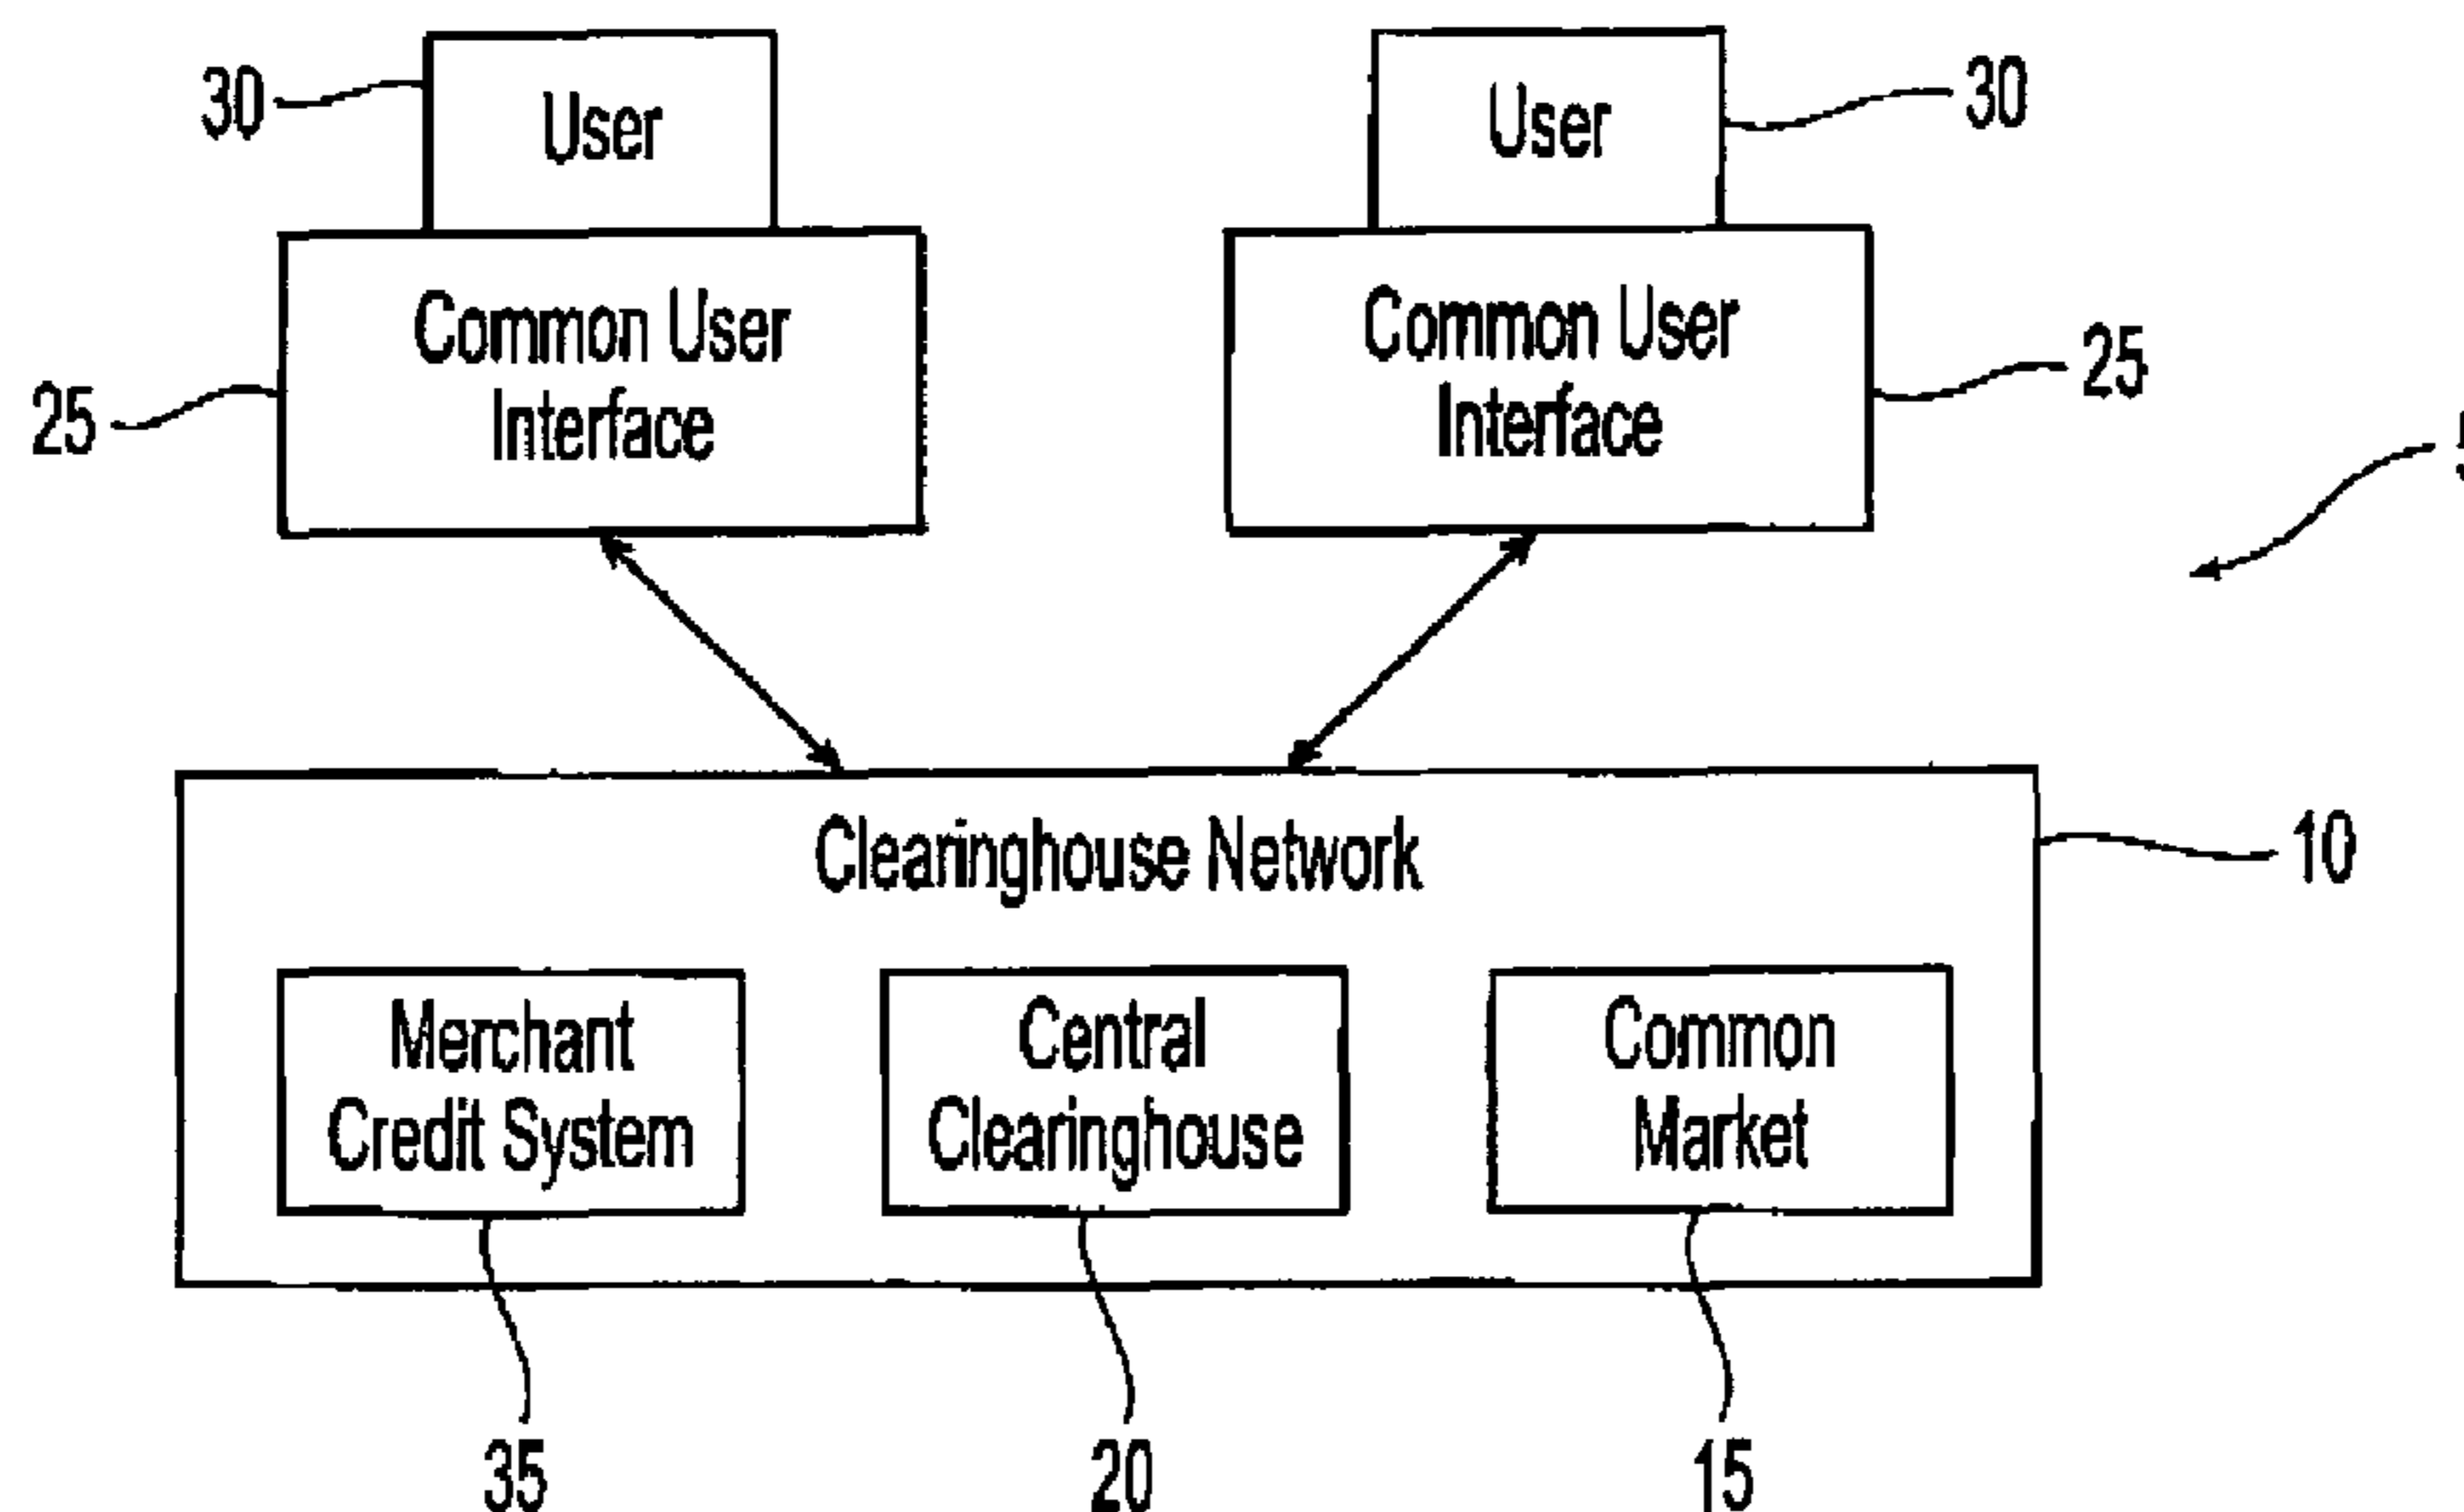 30
User
User
30
Common User
Interface
Common User
Interface
25
25
Clearinghouse Network
10
Merchant
Credit System
Central
Clearinghouse
Common
Market
35
20
15